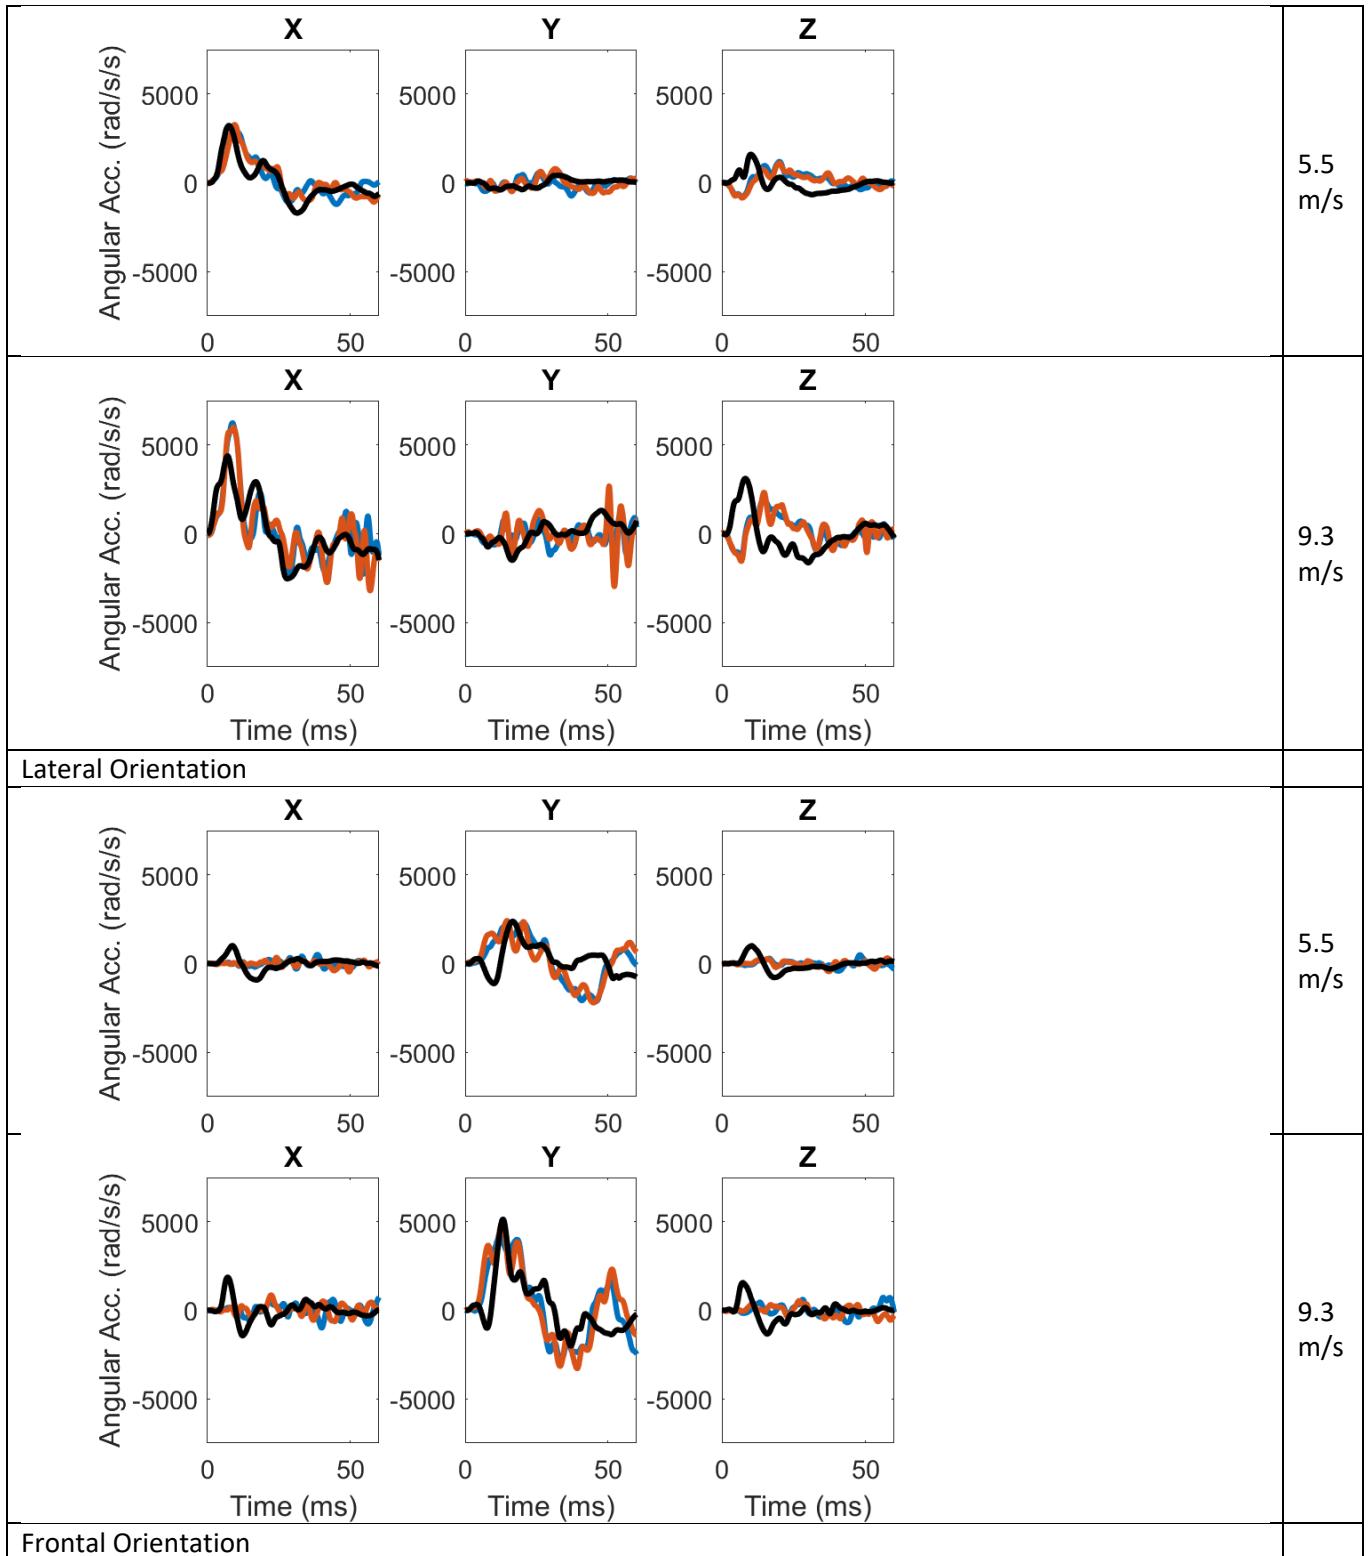 X Y Z
Angular Acc. (rad/s/s)
5000 5000 5000
0 0 0
-5000 -5000 -5000
0 50 0 50 0 50
5.5
m/s
X Y Z
Angular Acc. (rad/s/s)
5000 5000 5000
0 0 0
-5000 -5000 -5000
0 50 0 50 0 50
Time (ms) Time (ms) Time (ms)
9.3
m/s
Lateral Orientation
X Y Z
Angular Acc. (rad/s/s)
5000 5000 5000
0 0 0
-5000 -5000 -5000
0 50 0 50 0 50
5.5
m/s
X Y Z
Angular Acc. (rad/s/s)
5000 5000 5000
0 0 0
-5000 -5000 -5000
0 50 0 50 0 50
Time (ms) Time (ms) Time (ms)
9.3
m/s
Frontal Orientation